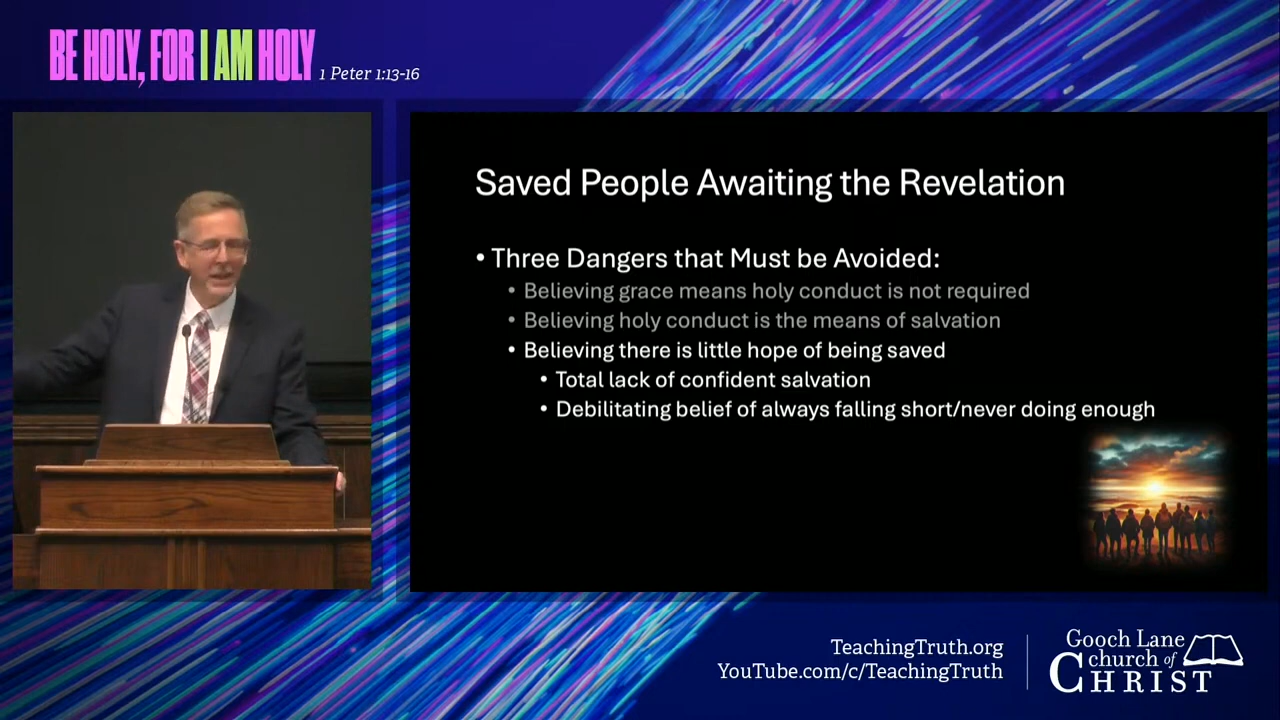 BE HOLY, FOR I AM HOLY 1 Peter 1:13-16
Saved People Awaiting the Revelation
• Three Dangers that Must be Avoided:
• Believing grace means holy conduct is not required
• Believing holy conduct is the means of salvation
• Believing there is little hope of being saved
• Total lack of confident salvation
• Debilitating belief of always falling short/never doing enough
TeachingTruth.org
YouTube.com/c/TeachingTruth
Gooch Lane
church of
CHRIST